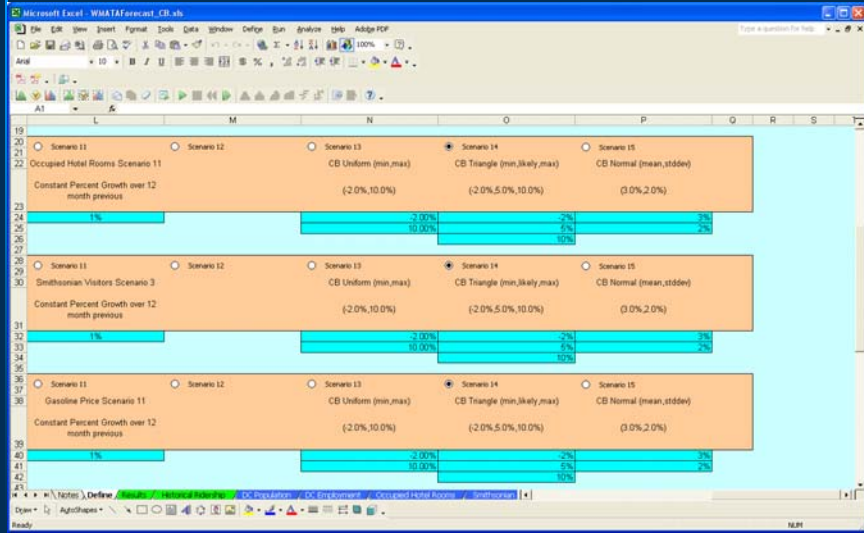 Microsoft Excel - WMATAForecast_CB.xls
File Edit View Insert Format Tools Data Window Define Run Analyze Help Adobe PDF
Type a question for help
100%
Arial 10 B I U $ % ,
A1 fx
L M N O P Q R S
19
20 Scenario 11 Scenario 12 Scenario 13 Scenario 14 Scenario 15
21
22 Occupied Hotel Rooms Scenario 11 CB Uniform (min,max) CB Triangle (min,likely,max) CB Normal (mean,stddev)
Constant Percent Growth over 12 month previous (-2.0%,10.0%) (-2.0%,5.0%,10.0%) (3.0%,2.0%)
23
24 1% -2.00% -2% 3%
25 10.00% 5% 2%
26 10%
27
28 Scenario 11 Scenario 12 Scenario 13 Scenario 14 Scenario 15
29
30 Smithsonian Visitors Scenario 3 CB Uniform (min,max) CB Triangle (min,likely,max) CB Normal (mean,stddev)
Constant Percent Growth over 12 month previous (-2.0%,10.0%) (-2.0%,5.0%,10.0%) (3.0%,2.0%)
31
32 1% -2.00% -2% 3%
33 10.00% 5% 2%
34 10%
35
36 Scenario 11 Scenario 12 Scenario 13 Scenario 14 Scenario 15
37
38 Gasoline Price Scenario 11 CB Uniform (min,max) CB Triangle (min,likely,max) CB Normal (mean,stddev)
Constant Percent Growth over 12 month previous (-2.0%,10.0%) (-2.0%,5.0%,10.0%) (3.0%,2.0%)
39
40 1% -2.00% -2% 3%
41 10.00% 5% 2%
42 10%
43
Notes Define Results Historical Ridership DC Population DC Employment Occupied Hotel Rooms Smithsonian
Draw AutoShapes
Ready NUM